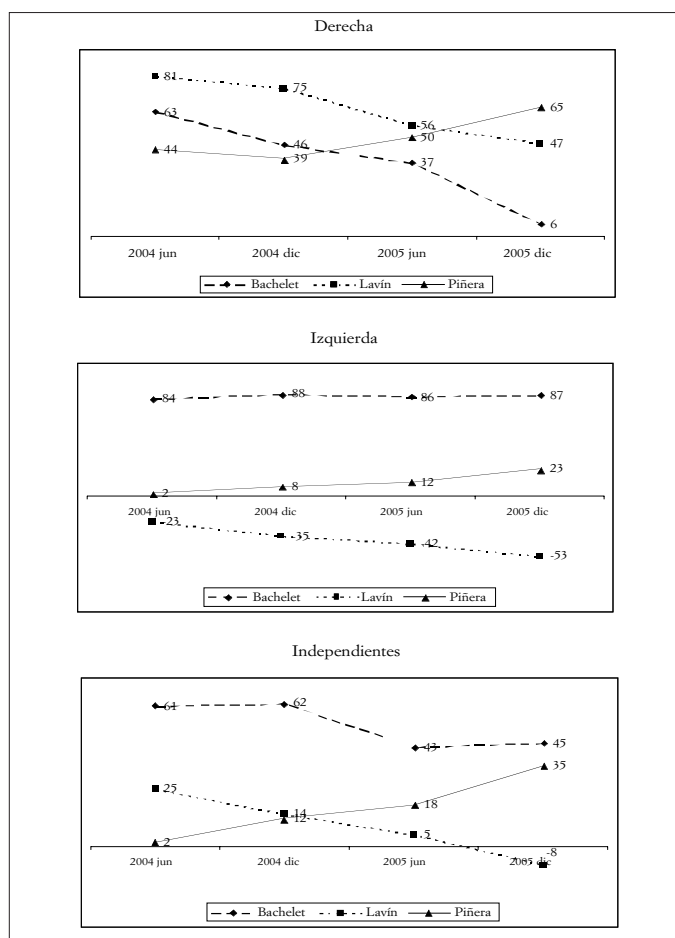 Derecha
81
75
65
63
56
50
47
46
44
39
37
6
2004 jun 2004 dic 2005 jun 2005 dic
Bachelet Lavín Piñera
Izquierda
84 88 86 87
2 8 12 23
2004 jun 2004 dic 2005 jun 2005 dic
-23 -35 -42 -53
Bachelet Lavín Piñera
Independientes
61 62 43 45
35
25 14 18
2 12 5 -8
2004 jun 2004 dic 2005 jun 2005 dic
Bachelet Lavín Piñera